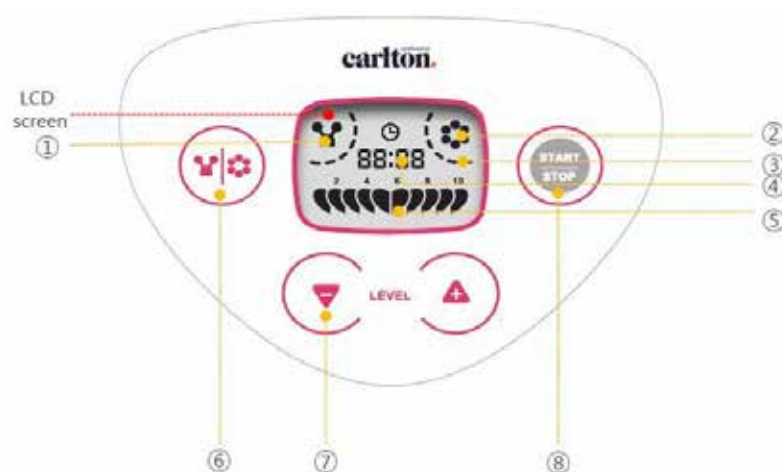 carlton.
LCD
screen
①
②
88:88
③
START
STOP
2 4 6 8 10
④
⑤
−
LEVEL
+
⑥
⑦
⑧